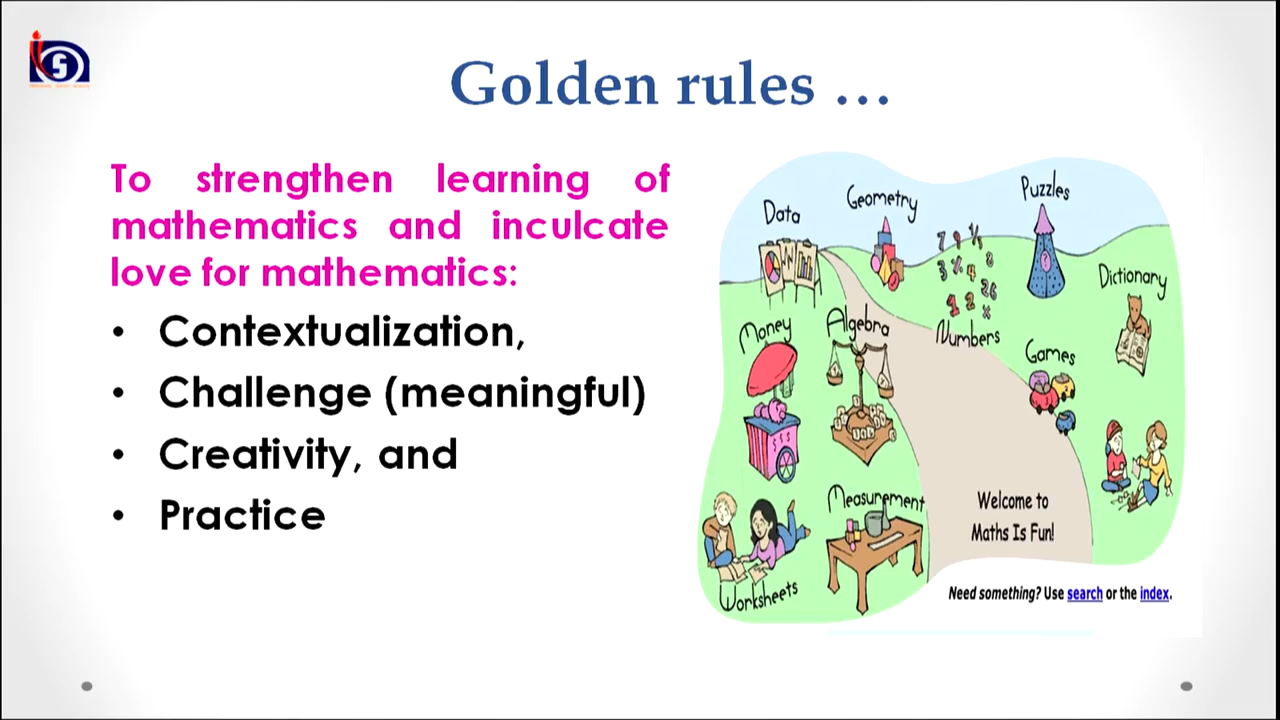 Golden rules ...
To strengthen learning of
mathematics and inculcate
love for mathematics:
• Contextualization,
• Challenge (meaningful)
• Creativity, and
• Practice
Data
Geometry
Puzzles
Dictionary
Money
Algebra
Numbers
Games
Measurement
Worksheets
Welcome to
Maths Is Fun!
Need something? Use search or the index.